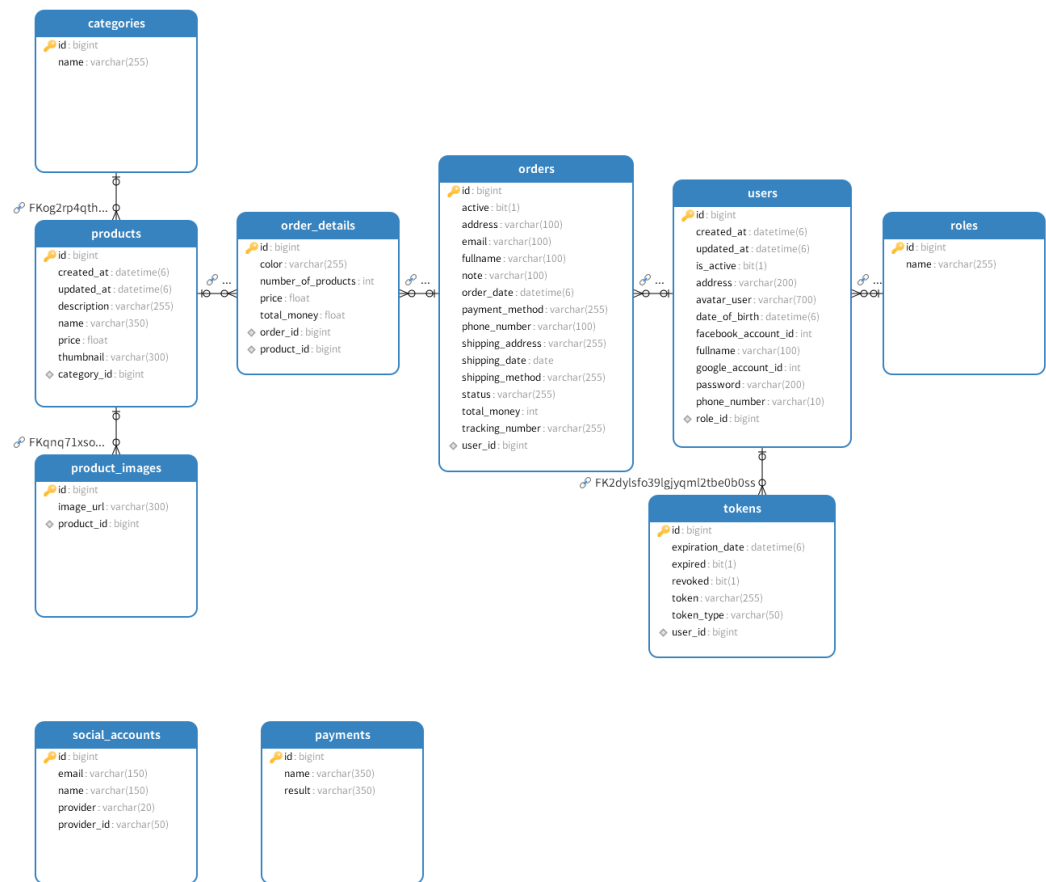 categories
id : bigint
name : varchar(255)
FKog2rp4qth...
products
id : bigint
created_at : datetime(6)
updated_at : datetime(6)
description : varchar(255)
name : varchar(350)
price : float
thumbnail : varchar(300)
category_id : bigint
...
order_details
id : bigint
color : varchar(255)
number_of_products : int
price : float
total_money : float
order_id : bigint
product_id : bigint
...
orders
id : bigint
active : bit(1)
address : varchar(100)
email : varchar(100)
fullname : varchar(100)
note : varchar(100)
order_date : datetime(6)
payment_method : varchar(255)
phone_number : varchar(100)
shipping_address : varchar(255)
shipping_date : date
shipping_method : varchar(255)
status : varchar(255)
total_money : int
tracking_number : varchar(255)
user_id : bigint
...
users
id : bigint
created_at : datetime(6)
updated_at : datetime(6)
is_active : bit(1)
address : varchar(200)
avatar_user : varchar(700)
date_of_birth : datetime(6)
facebook_account_id : int
fullname : varchar(100)
google_account_id : int
password : varchar(200)
phone_number : varchar(10)
role_id : bigint
...
roles
id : bigint
name : varchar(255)
FKqnq71xso...
product_images
id : bigint
image_url : varchar(300)
product_id : bigint
FK2dylsfo39lgjyqml2tbe0b0ss
tokens
id : bigint
expiration_date : datetime(6)
expired : bit(1)
revoked : bit(1)
token : varchar(255)
token_type : varchar(50)
user_id : bigint
social_accounts
id : bigint
email : varchar(150)
name : varchar(150)
provider : varchar(20)
provider_id : varchar(50)
payments
id : bigint
name : varchar(350)
result : varchar(350)